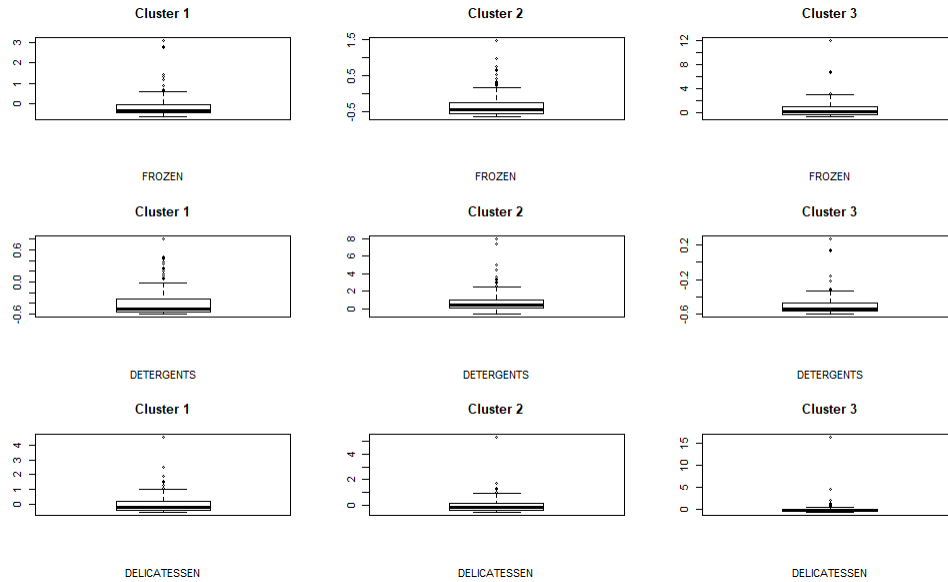 Cluster 1
Cluster 2
Cluster 3
3
2
1
0
1.5
0.5
-0.5
12
8
4
0
FROZEN
FROZEN
FROZEN
Cluster 1
Cluster 2
Cluster 3
0.6
0.0
-0.6
8
6
4
2
0
0.2
-0.2
-0.6
DETERGENTS
DETERGENTS
DETERGENTS
Cluster 1
Cluster 2
Cluster 3
4
3
2
1
0
4
2
0
15
10
5
0
DELICATESSEN
DELICATESSEN
DELICATESSEN